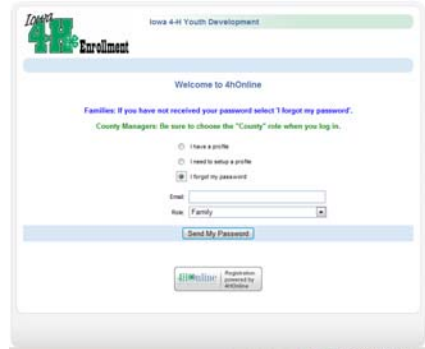 Iowa
4H
Enrollment
Iowa 4-H Youth Development
Welcome to 4hOnline
Families: If you have not received your password select 'I forgot my password'.
County Managers: Be sure to choose the "County" role when you log in.
I have a profile
I need to setup a profile
I forgot my password
Email:
Role: Family
Send My Password
4HOnline
Registration
powered by
4HOnline